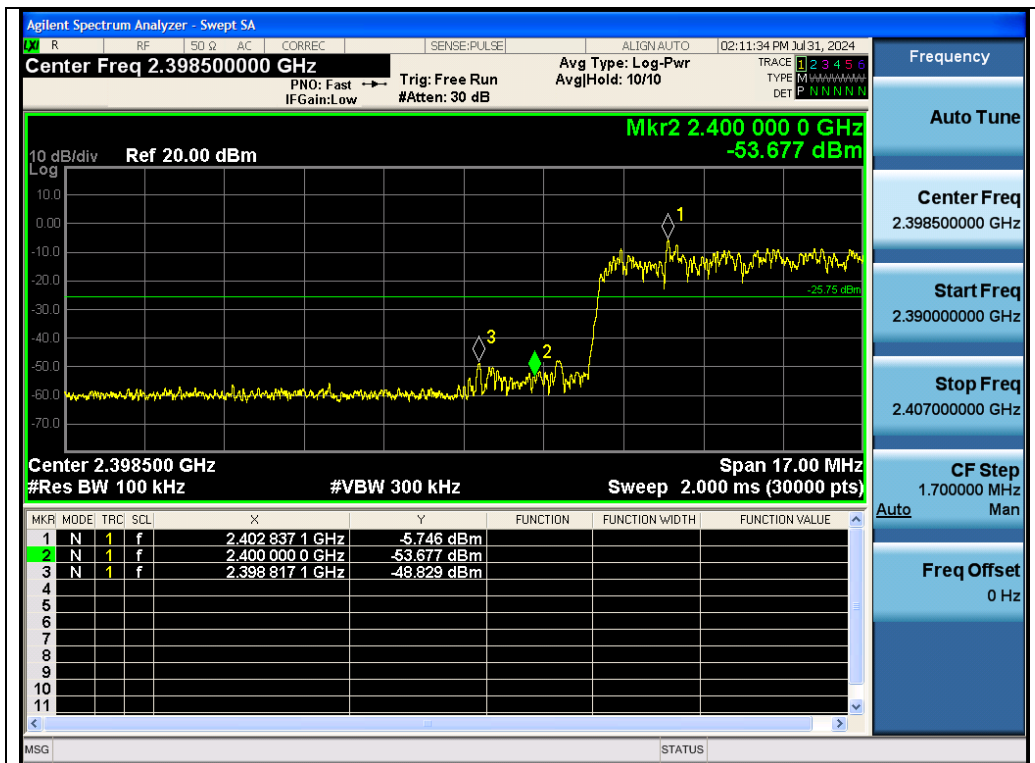 Agilent Spectrum Analyzer - Swept SA
LXI R RF 50 Ω AC CORREC SENSE:PULSE ALIGN AUTO 02:11:34 PM Jul 31, 2024
Center Freq 2.398500000 GHz
PNO: Fast
IFGain:Low
Trig: Free Run
#Atten: 30 dB
Avg Type: Log-Pwr
Avg|Hold: 10/10
TRACE 1 2 3 4 5 6
TYPE M
DET P N N N N N
Mkr2 2.400 000 0 GHz
-53.677 dBm
10 dB/div Ref 20.00 dBm
Log
10.0
0.00
-10.0
-20.0
-30.0
-40.0
-50.0
-60.0
-70.0
1
-25.75 dBm
3
2
Center 2.398500 GHz Span 17.00 MHz
#Res BW 100 kHz #VBW 300 kHz Sweep 2.000 ms (30000 pts)
MKR MODE TRC SCL X Y FUNCTION FUNCTION WIDTH FUNCTION VALUE
1 N 1 f 2.402 837 1 GHz -5.746 dBm
2 N 1 f 2.400 000 0 GHz -53.677 dBm
3 N 1 f 2.398 817 1 GHz -48.829 dBm
4
5
6
7
8
9
10
11
MSG STATUS
Frequency
Auto Tune
Center Freq
2.398500000 GHz
Start Freq
2.390000000 GHz
Stop Freq
2.407000000 GHz
CF Step
1.700000 MHz
Auto Man
Freq Offset
0 Hz